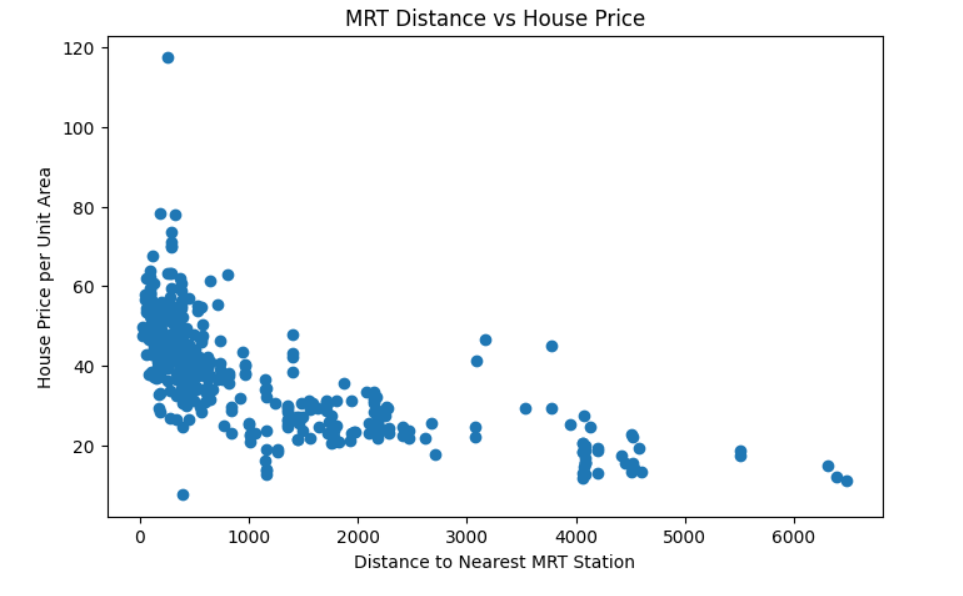 MRT Distance vs House Price
120
100
80
60
40
20
House Price per Unit Area
0 1000 2000 3000 4000 5000 6000
Distance to Nearest MRT Station